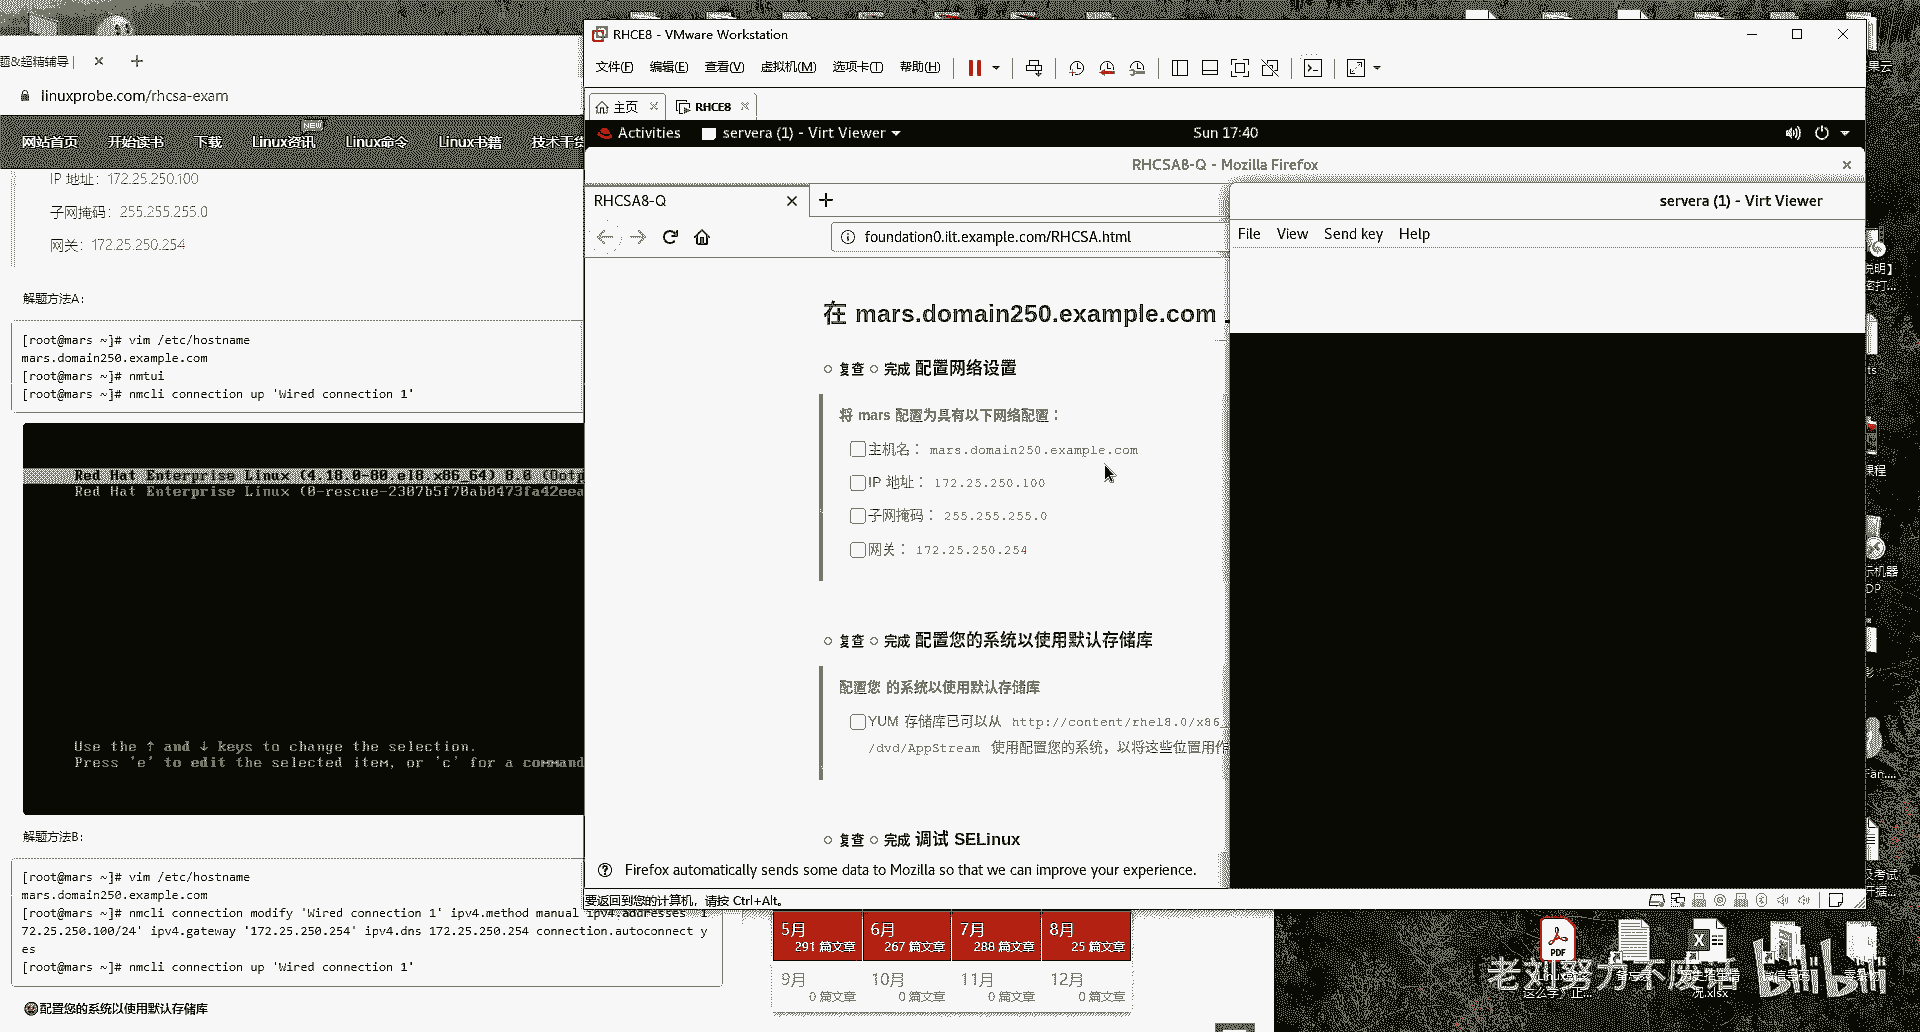 题&超精辅导 |
linuxprobe.com/rhcsa-exam
网站首页 开始读书 下载 Linux资讯 NEW Linux命令 Linux书籍 技术干货
IP 地址：172.25.250.100
子网掩码：255.255.255.0
网关：172.25.250.254
解题方法A:
[root@mars ~]# vim /etc/hostname
mars.domain250.example.com
[root@mars ~]# nmtui
[root@mars ~]# nmcli connection up 'Wired connection 1'
Red Hat Enterprise Linux (4.18.0-80.el8.x86_64) 8.0 (Ootp
Red Hat Enterprise Linux (0-rescue-2307b5f70ab0473fa42eea
Use the ↑ and ↓ keys to change the selection.
Press 'e' to edit the selected item, or 'c' for a command
解题方法B:
[root@mars ~]# vim /etc/hostname
mars.domain250.example.com
[root@mars ~]# nmcli connection modify 'Wired connection 1' ipv4.method manual ipv4.addresses '1
72.25.250.100/24' ipv4.gateway '172.25.250.254' ipv4.dns 172.25.250.254 connection.autoconnect y
es
[root@mars ~]# nmcli connection up 'Wired connection 1'
配置您的系统以使用默认存储库
RHCE8 - VMware Workstation
文件(F) 编辑(E) 查看(V) 虚拟机(M) 选项卡(T) 帮助(H)
主页 RHCE8
Activities servera (1) - Virt Viewer Sun 17:40
RHCSA8-Q - Mozilla Firefox
RHCSA8-Q
foundation0.ilt.example.com/RHCSA.html
在 mars.domain250.example.com
复查 完成 配置网络设置
将 mars 配置为具有以下网络配置：
主机名： mars.domain250.example.com
IP 地址： 172.25.250.100
子网掩码： 255.255.255.0
网关： 172.25.250.254
复查 完成 配置您的系统以使用默认存储库
配置您 的系统以使用默认存储库
YUM 存储库已可以从 http://content/rhel8.0/x86_
/dvd/AppStream 使用配置您的系统，以将这些位置用作
复查 完成 调试 SELinux
Firefox automatically sends some data to Mozilla so that we can improve your experience.
servera (1) - Virt Viewer
File View Send key Help
要返回到您的计算机，请按 Ctrl+Alt。
5月 6月 7月 8月
291 篇文章 267 篇文章 288 篇文章 25 篇文章
9月 10月 11月 12月
0 篇文章 0 篇文章 0 篇文章 0 篇文章
PDF
老刘努力不废话
bilibili